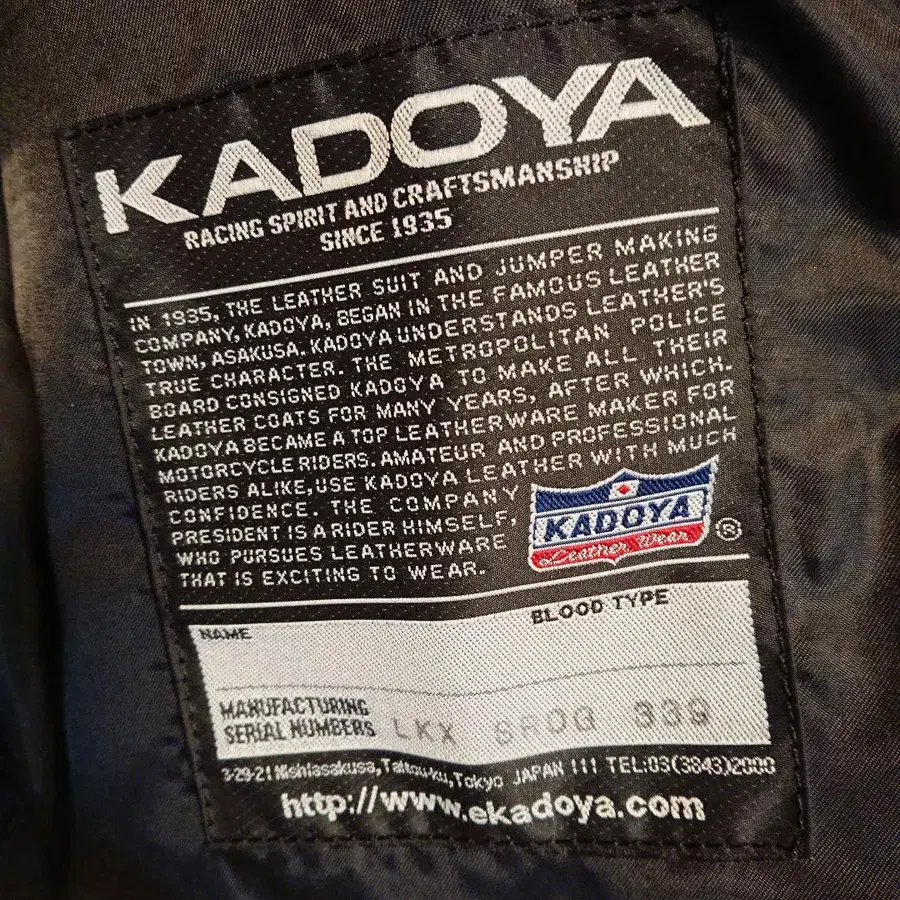 KADOYA
RACING SPIRIT AND CRAFTSMANSHIP
SINCE 1935
IN 1935, THE LEATHER SUIT AND JUMPER MAKING
COMPANY, KADOYA, BEGAN IN THE FAMOUS LEATHER
TOWN, ASAKUSA. KADOYA UNDERSTANDS LEATHER'S
TRUE CHARACTER. THE METROPOLITAN POLICE
BOARD CONSIGNED KADOYA TO MAKE ALL THEIR
LEATHER COATS FOR MANY YEARS, AFTER WHICH.
KADOYA BECAME A TOP LEATHERWARE MAKER FOR
MOTORCYCLE RIDERS. AMATEUR AND PROFESSIONAL
RIDERS ALIKE, USE KADOYA LEATHER WITH MUCH
CONFIDENCE. THE COMPANY
PRESIDENT IS A RIDER HIMSELF,
WHO PURSUES LEATHERWARE
THAT IS EXCITING TO WEAR.
KADOYA ®
Leather Wear
NAME BLOOD TYPE
MANUFACTURING
SERIAL NUMBERS LKX SROG 339
3-29-21 Nishiasakusa, Taitou-ku, Tokyo JAPAN 111 TEL:03(3843)2000
http://www.ekadoya.com